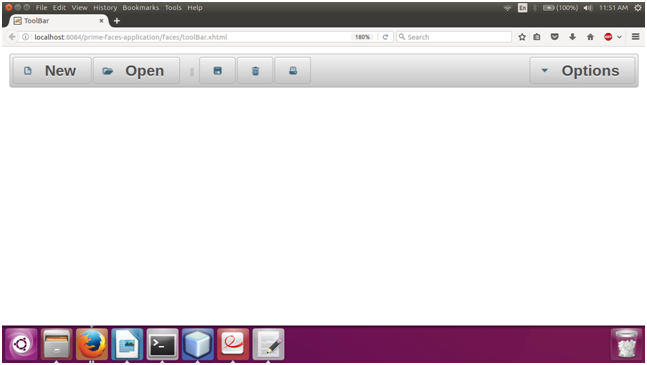 File Edit View History Bookmarks Tools Help En (100%) 11:51 AM
ToolBar
localhost:8084/prime-faces-application/faces/toolBar.xhtml 180% Search ABP
New Open Options